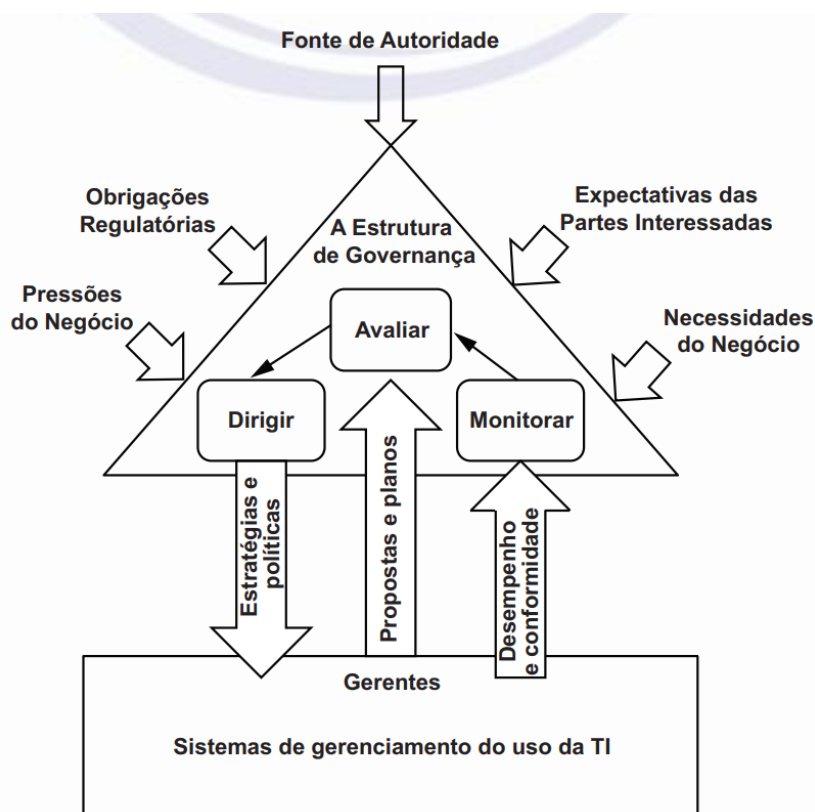 Fonte de Autoridade
Obrigações
Regulatórias
Expectativas das
Partes Interessadas
A Estrutura
de Governança
Pressões
do Negócio
Necessidades
do Negócio
Avaliar
Dirigir
Monitorar
Estratégias e
políticas
Propostas e planos
Desempenho
e conformidade
Gerentes
Sistemas de gerenciamento do uso da TI